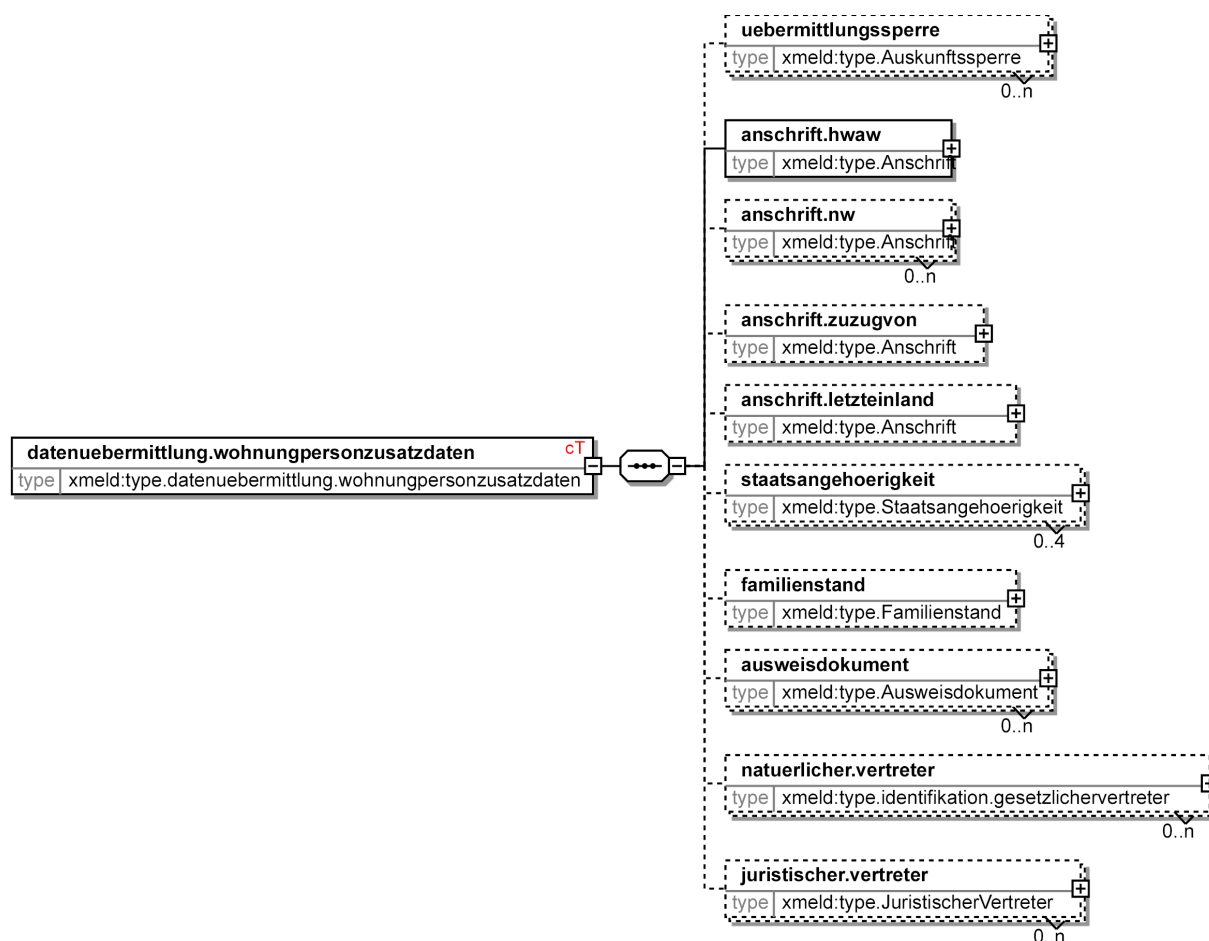 uebermittlungssperre
type xmeld:type.Auskunftssperre
0..n
anschrift.hwaw
type xmeld:type.Anschrift
anschrift.nw
type xmeld:type.Anschrift
0..n
anschrift.zuzugvon
type xmeld:type.Anschrift
anschrift.letzteinland
type xmeld:type.Anschrift
datenuebermittlung.wohnungpersonzusatzdaten cT
type xmeld:type.datenuebermittlung.wohnungpersonzusatzdaten
staatsangehoerigkeit
type xmeld:type.Staatsangehoerigkeit
0..4
familienstand
type xmeld:type.Familienstand
ausweisdokument
type xmeld:type.Ausweisdokument
0..n
natuerlicher.vertreter
type xmeld:type.identifikation.gesetzlichervertreter
0..n
juristischer.vertreter
type xmeld:type.JuristischerVertreter
0..n